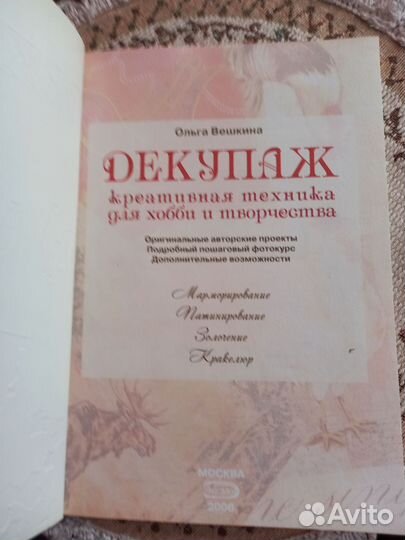 Ольга Вешкина
ДЕКУПАЖ
креативная техника
для хобби и творчества
Оригинальные авторские проекты
Подробный пошаговый фотокурс
Дополнительные возможности
Марморирование
Патинирование
Золочение
Кракелюр
МОСКВА
2008
Avito